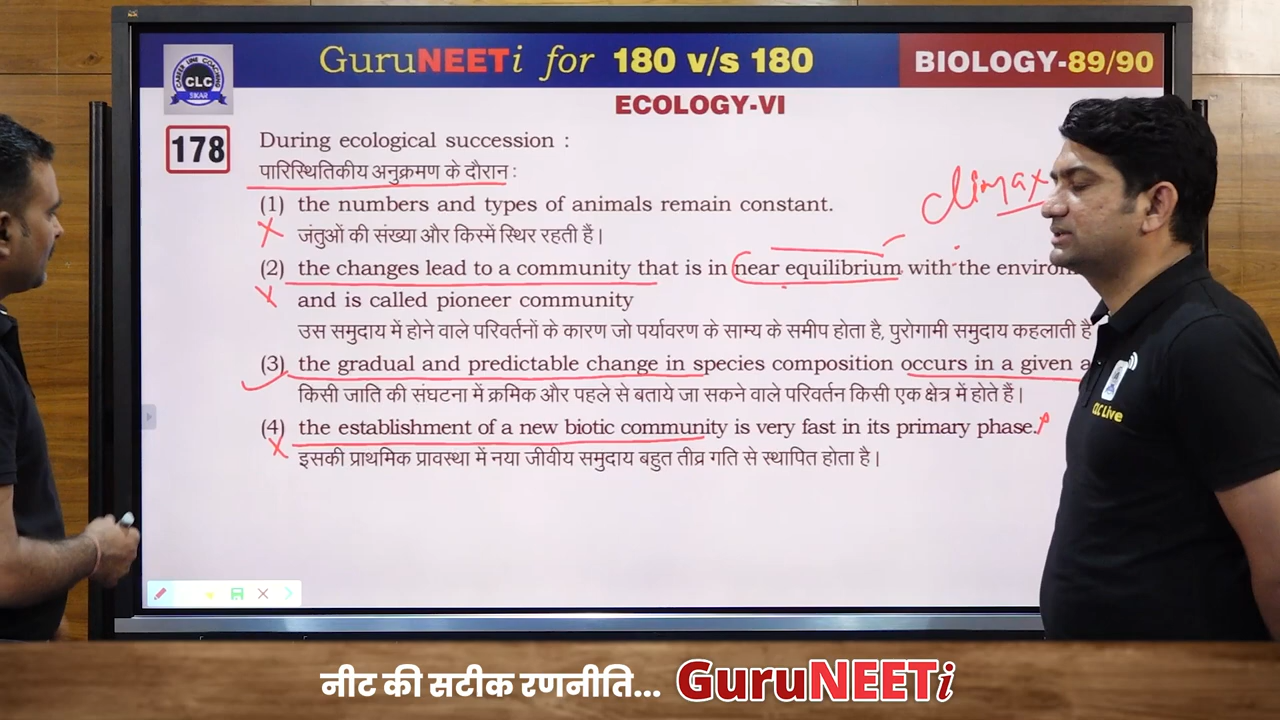 GuruNEETi for 180 v/s 180
BIOLOGY-89/90
CAREER LINE COACHING
CLC
SIKAR
ECOLOGY-VI
178
During ecological succession :
पारिस्थितिकीय अनुक्रमण के दौरान :
climax
(1) the numbers and types of animals remain constant.
जंतुओं की संख्या और किस्में स्थिर रहती हैं।
(2) the changes lead to a community that is in near equilibrium with the
and is called pioneer community
उस समुदाय में होने वाले परिवर्तनों के कारण जो पर्यावरण के साम्य के समीप होता है, पुरोगामी समुदाय कहलाती है
(3) the gradual and predictable change in species composition occurs in a given
किसी जाति की संघटना में क्रमिक और पहले से बताये जा सकने वाले परिवर्तन किसी एक क्षेत्र में होते हैं।
(4) the establishment of a new biotic community is very fast in its primary phase.
इसकी प्राथमिक प्रावस्था में नया जीवीय समुदाय बहुत तीव्र गति से स्थापित होता है।
CLC Live
नीट की सटीक रणनीति... GuruNEETi